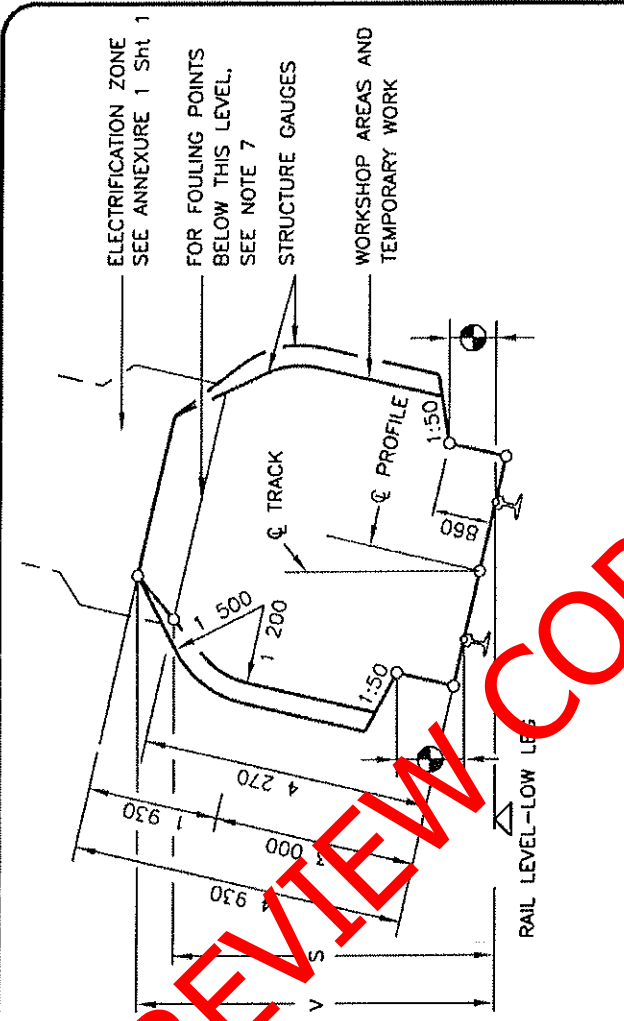 ELECTRIFICATION ZONE
SEE ANNEXURE 1 Sht 1
FOR FOULING POINTS
BELOW THIS LEVEL,
SEE NOTE 7
STRUCTURE GAUGES
WORKSHOP AREAS AND
TEMPORARY WORK
℄ TRACK
℄ PROFILE
1:50
860
1 500
1 200
1:50
4 270
1 930
000
930
S
V
RAIL LEVEL-LOW LEG
REVIEW COP